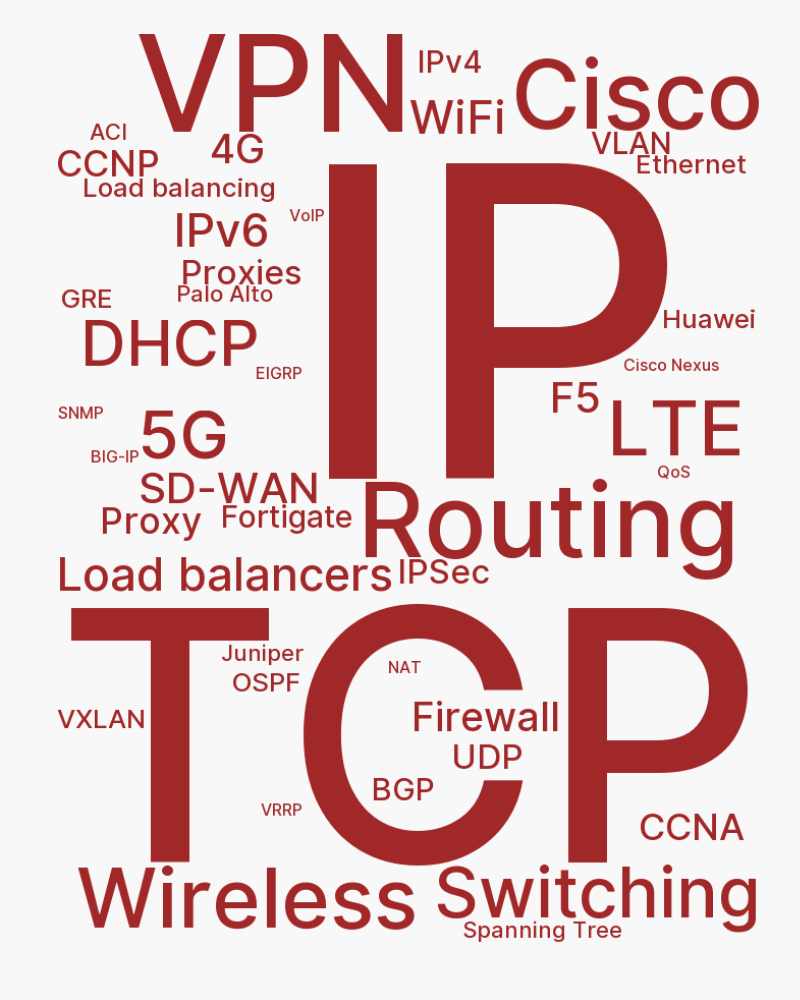 VPN
IPv4
Cisco
WiFi
ACI
4G
VLAN
CCNP
Ethernet
Load balancing
IP
VoIP
IPv6
Proxies
Palo Alto
GRE
Huawei
DHCP
EIGRP
Cisco Nexus
F5
LTE
SNMP
5G
BIG-IP
QoS
SD-WAN
Proxy
Fortigate
Routing
Load balancers
IPSec
TCP
Juniper
NAT
OSPF
VXLAN
Firewall
UDP
BGP
VRRP
CCNA
Wireless
Switching
Spanning Tree